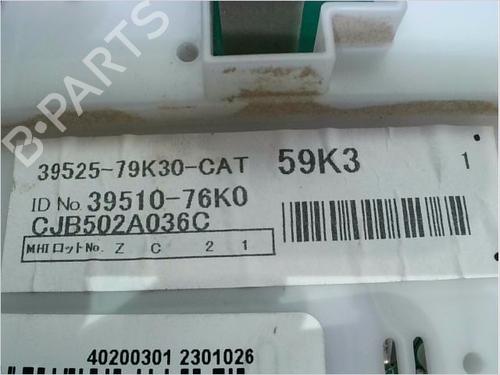 B-PARTS
39525-79K30-CAT 59K3 1
ID No. 39510-76K0
CJB502A036C
MHIロットNo. Z C 2 1
40200301 2301026